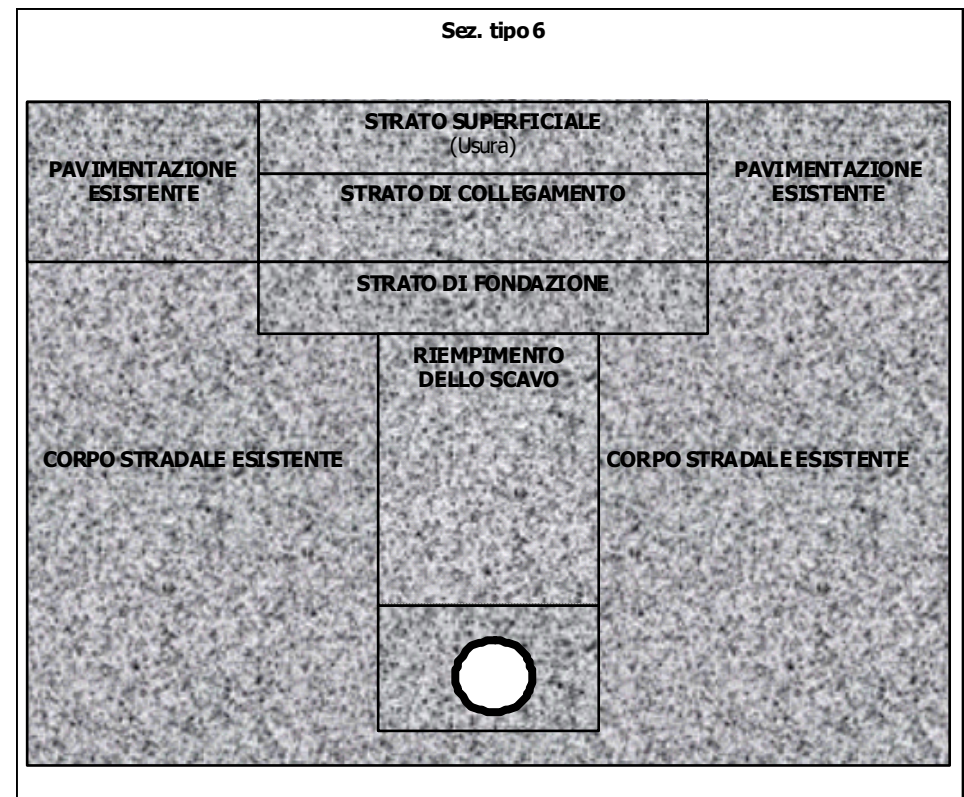 Sez. tipo 6
STRATO SUPERFICIALE
(Usura)
PAVIMENTAZIONE
ESISTENTE
PAVIMENTAZIONE
ESISTENTE
STRATO DI COLLEGAMENTO
STRATO DI FONDAZIONE
RIEMPIMENTO
DELLO SCAVO
CORPO STRADALE ESISTENTE
CORPO STRADALE ESISTENTE